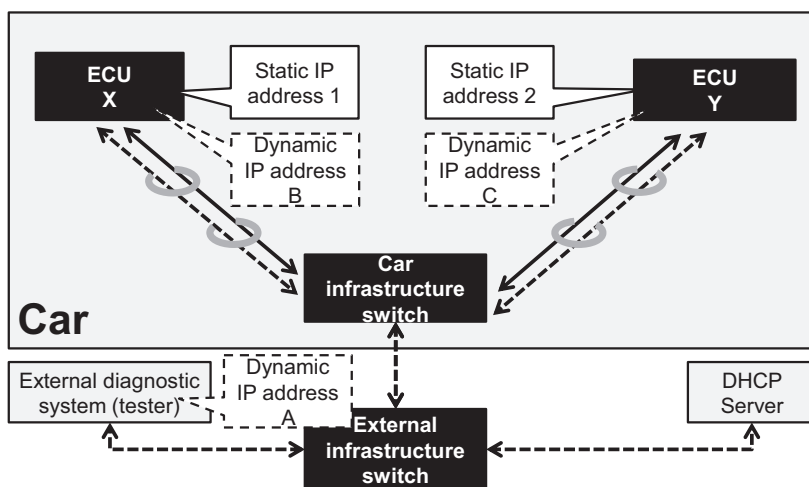 ECU
X
Static IP
address 1
Dynamic
IP address
B
Static IP
address 2
Dynamic
IP address
C
ECU
Y
Car
infrastructure
switch
Car
External diagnostic
system (tester)
Dynamic
IP address
A
External
infrastructure
switch
DHCP
Server